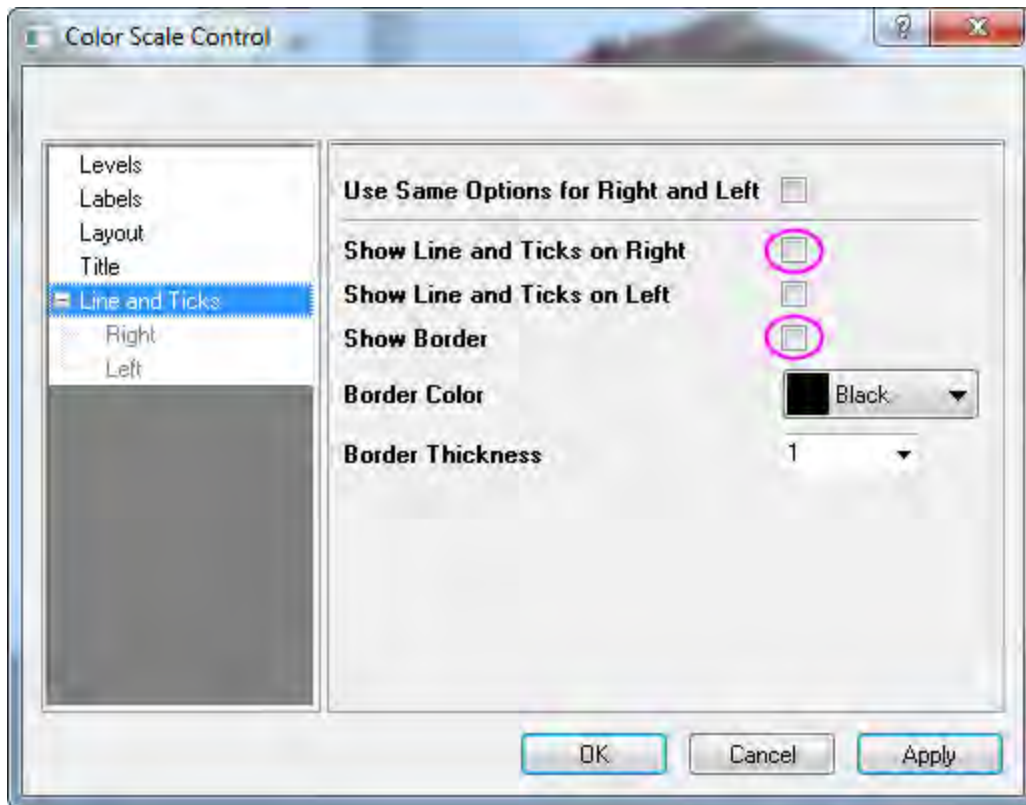 Color Scale Control
Levels
Labels
Layout
Title
Line and Ticks
Right
Left
Use Same Options for Right and Left
Show Line and Ticks on Right
Show Line and Ticks on Left
Show Border
Border Color
Black
Border Thickness
1
OK
Cancel
Apply